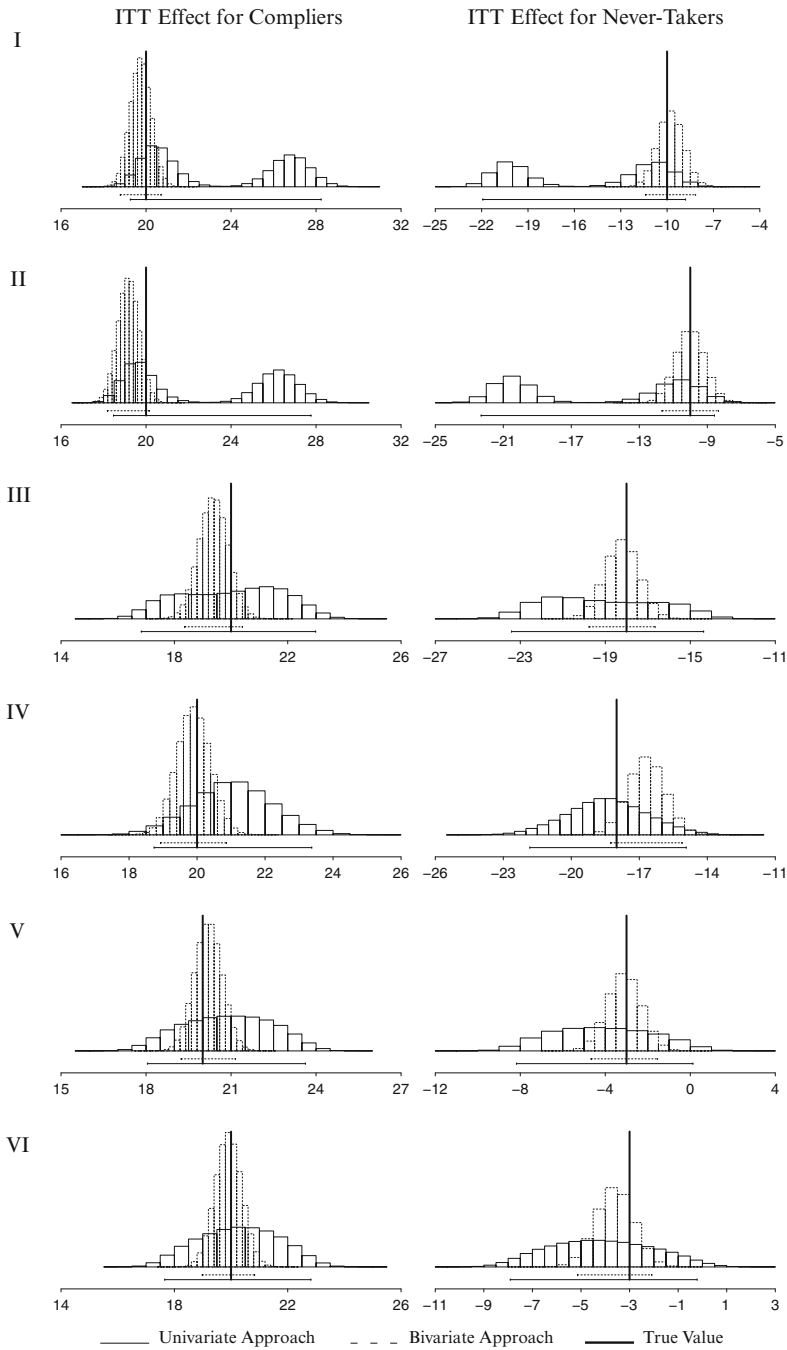 ITT Effect for Compliers
ITT Effect for Never-Takers
I
16 20 24 28 32
−25 −22 −19 −16 −13 −10 −7 −4
II
16 20 24 28 32
−25 −21 −17 −13 −9 −5
III
14 18 22 26
−27 −23 −19 −15 −11
IV
16 18 20 22 24 26
−26 −23 −20 −17 −14 −11
V
15 18 21 24 27
−12 −8 −4 0 4
VI
14 18 22 26
−11 −9 −7 −5 −3 −1 1 3
Univariate Approach
Bivariate Approach
True Value